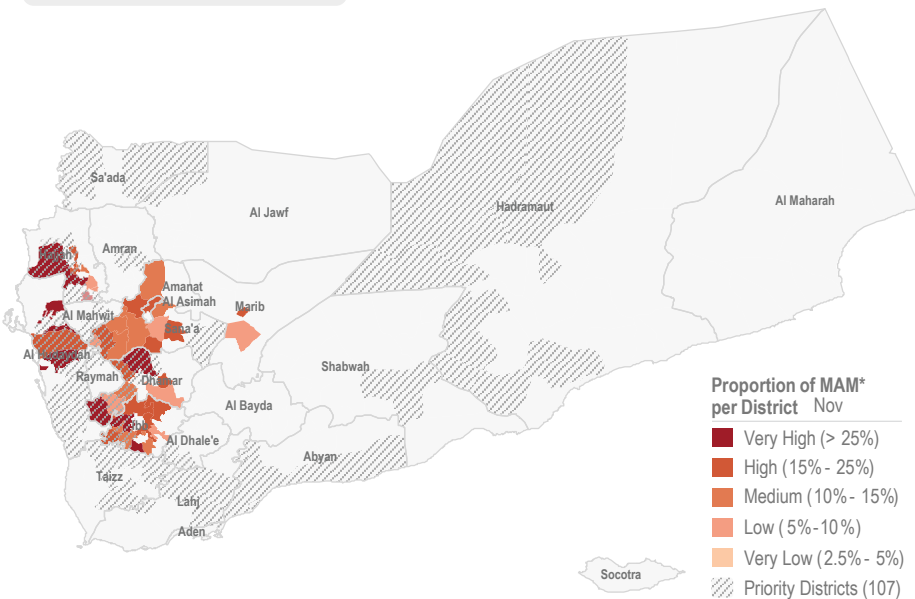 Sa'ada
Al Jawf
Hadramaut
Al Maharah
Hajjah
Amran
Amanat
Al Asimah
Marib
Al Mahwit
Sana'a
Al Hudaydah
Raymah
Dhamar
Shabwah
Al Bayda
Ibb
Al Dhale'e
Abyan
Taizz
Lahj
Aden
Socotra
Proportion of MAM*
per District Nov
Very High (> 25%)
High (15% - 25%)
Medium (10% - 15%)
Low (5%-10%)
Very Low (2.5% - 5%)
Priority Districts (107)